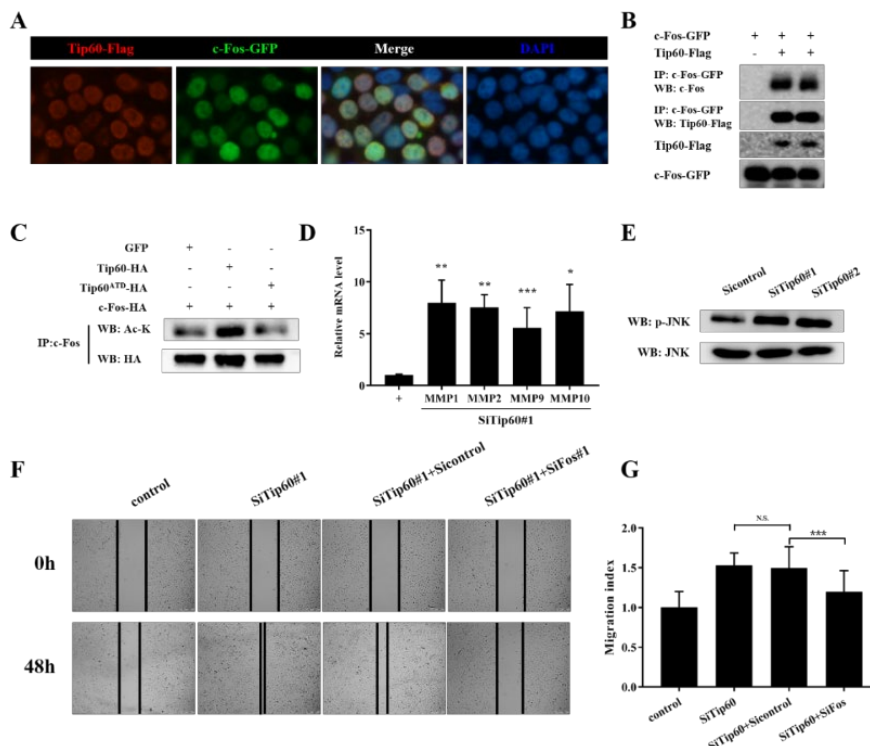 A
Tip60-Flag c-Fos-GFP Merge DAPI
B
c-Fos-GFP + + +
Tip60-Flag - + +
IP: c-Fos-GFP
WB: c-Fos
IP: c-Fos-GFP
WB: Tip60-Flag
Tip60-Flag
c-Fos-GFP
C
GFP + - -
Tip60-HA - + -
Tip60ATD-HA - - +
c-Fos-HA + + +
IP:c-Fos
WB: Ac-K
WB: HA
D
Relative mRNA level
15
10
5
0
** ** *** *
+ MMP1 MMP2 MMP9 MMP10
SiTip60#1
E
Sicontrol SiTip60#1 SiTip60#2
WB: p-JNK
WB: JNK
F
control SiTip60#1 SiTip60#1+Sicontrol SiTip60#1+SiFos#1
0h
48h
G
Migration index
2.0
1.5
1.0
0.5
0.0
N.S.
***
control SiTip60 SiTip60+Sicontrol SiTip60+SiFos